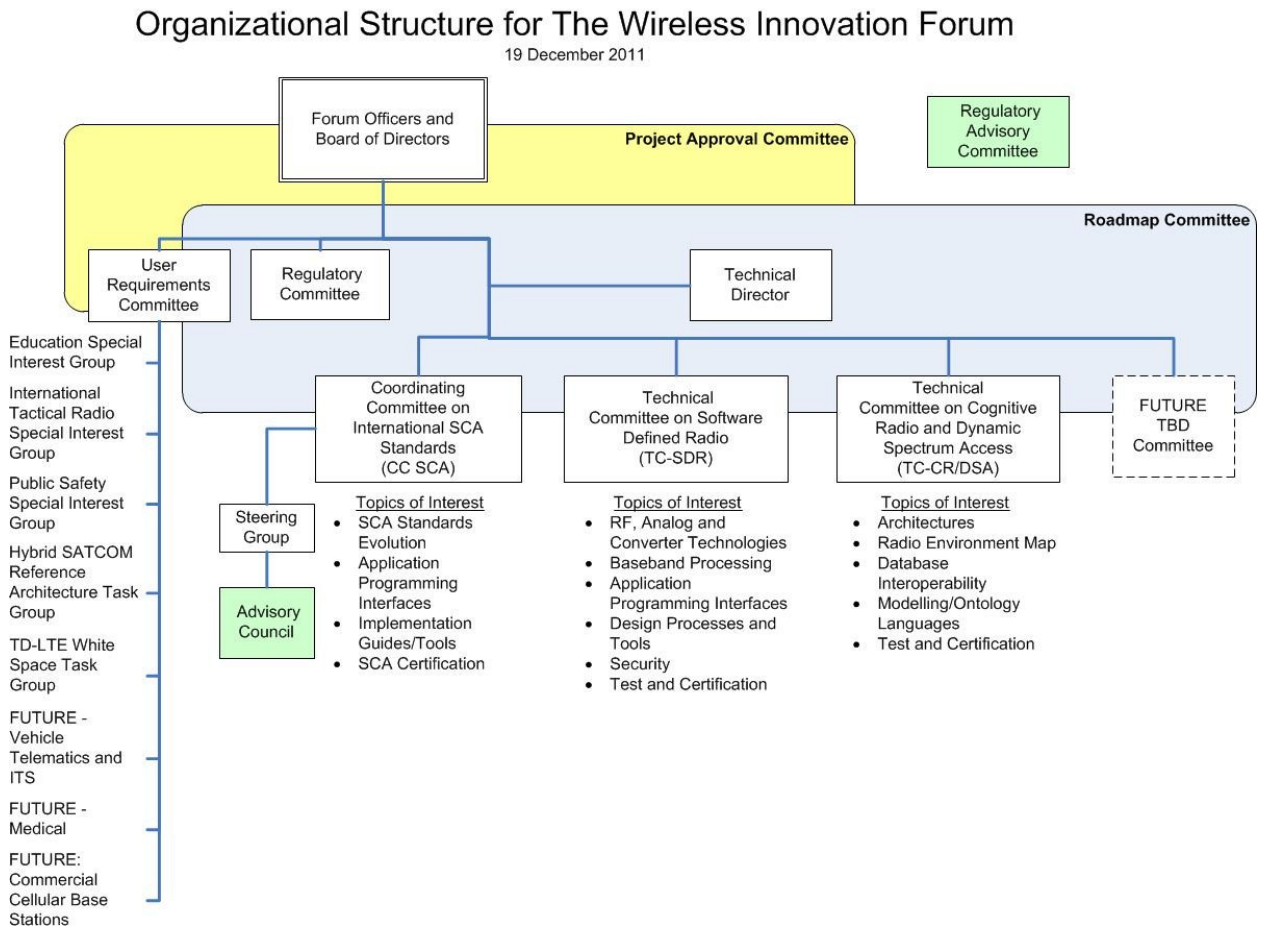 Organizational Structure for The Wireless Innovation Forum
19 December 2011
Forum Officers and
Board of Directors
Project Approval Committee
Regulatory
Advisory
Committee
Roadmap Committee
User
Requirements
Committee
Regulatory
Committee
Technical
Director
Education Special
Interest Group
International
Tactical Radio
Special Interest
Group
Public Safety
Special Interest
Group
Hybrid SATCOM
Reference
Architecture Task
Group
TD-LTE White
Space Task
Group
FUTURE -
Vehicle
Telematics and
ITS
FUTURE -
Medical
FUTURE:
Commercial
Cellular Base
Stations
Coordinating
Committee on
International SCA
Standards
(CC SCA)
Steering
Group
Advisory
Council
Topics of Interest
• SCA Standards
Evolution
• Application
Programming
Interfaces
• Implementation
Guides/Tools
• SCA Certification
Technical
Committee on Software
Defined Radio
(TC-SDR)
Topics of Interest
• RF, Analog and
Converter Technologies
• Baseband Processing
• Application
Programming Interfaces
• Design Processes and
Tools
• Security
• Test and Certification
Technical
Committee on Cognitive
Radio and Dynamic
Spectrum Access
(TC-CR/DSA)
Topics of Interest
• Architectures
• Radio Environment Map
• Database
Interoperability
• Modelling/Ontology
Languages
• Test and Certification
FUTURE
TBD
Committee